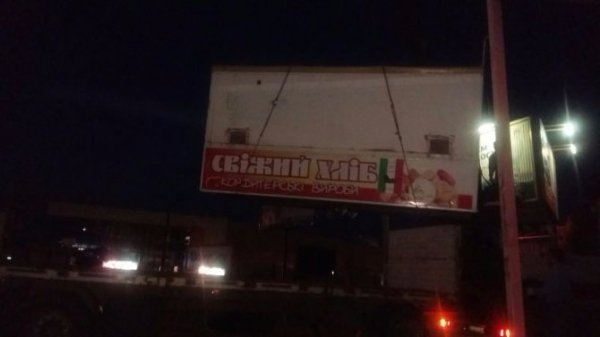 СВІЖИЙ ХЛІБ
КОНДИТЕРСЬКІ ВИРОБИ